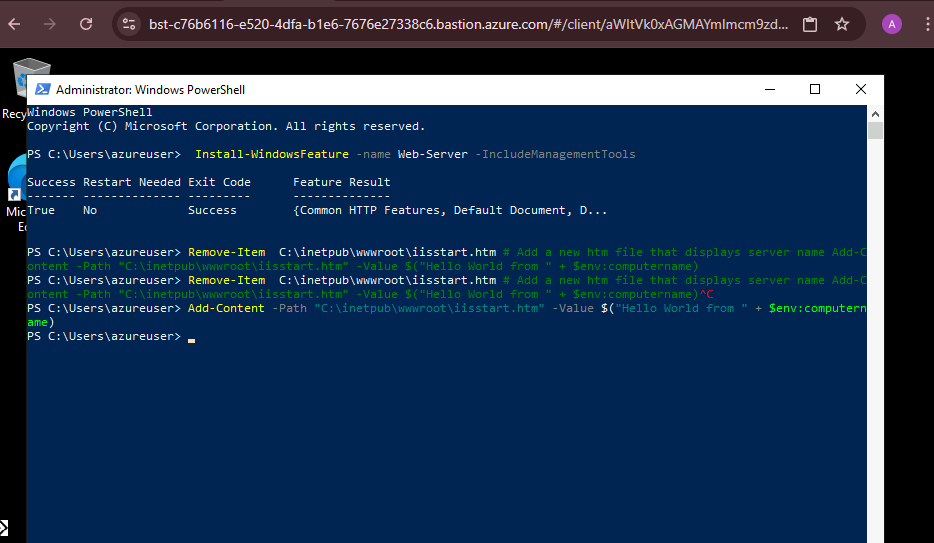 bst-c76b6116-e520-4dfa-b1e6-7676e27338c6.bastion.azure.com/#/client/aWltVk0xAGMAYmlmcm9zd...
A
Recy
Mic
Ec
Administrator: Windows PowerShell
Windows PowerShell
Copyright (C) Microsoft Corporation. All rights reserved.
PS C:\Users\azureuser>  Install-WindowsFeature -name Web-Server -IncludeManagementTools
Success Restart Needed Exit Code      Feature Result
------- -------------- ---------      --------------
True    No             Success        {Common HTTP Features, Default Document, D...
PS C:\Users\azureuser> Remove-Item  C:\inetpub\wwwroot\iisstart.htm # Add a new htm file that displays server name Add-C
ontent -Path "C:\inetpub\wwwroot\iisstart.htm" -Value $("Hello World from " + $env:computername)
PS C:\Users\azureuser> Remove-Item  C:\inetpub\wwwroot\iisstart.htm # Add a new htm file that displays server name Add-C
ontent -Path "C:\inetpub\wwwroot\iisstart.htm" -Value $("Hello World from " + $env:computername)^C
PS C:\Users\azureuser> Add-Content -Path "C:\inetpub\wwwroot\iisstart.htm" -Value $("Hello World from " + $env:computern
ame)
PS C:\Users\azureuser>